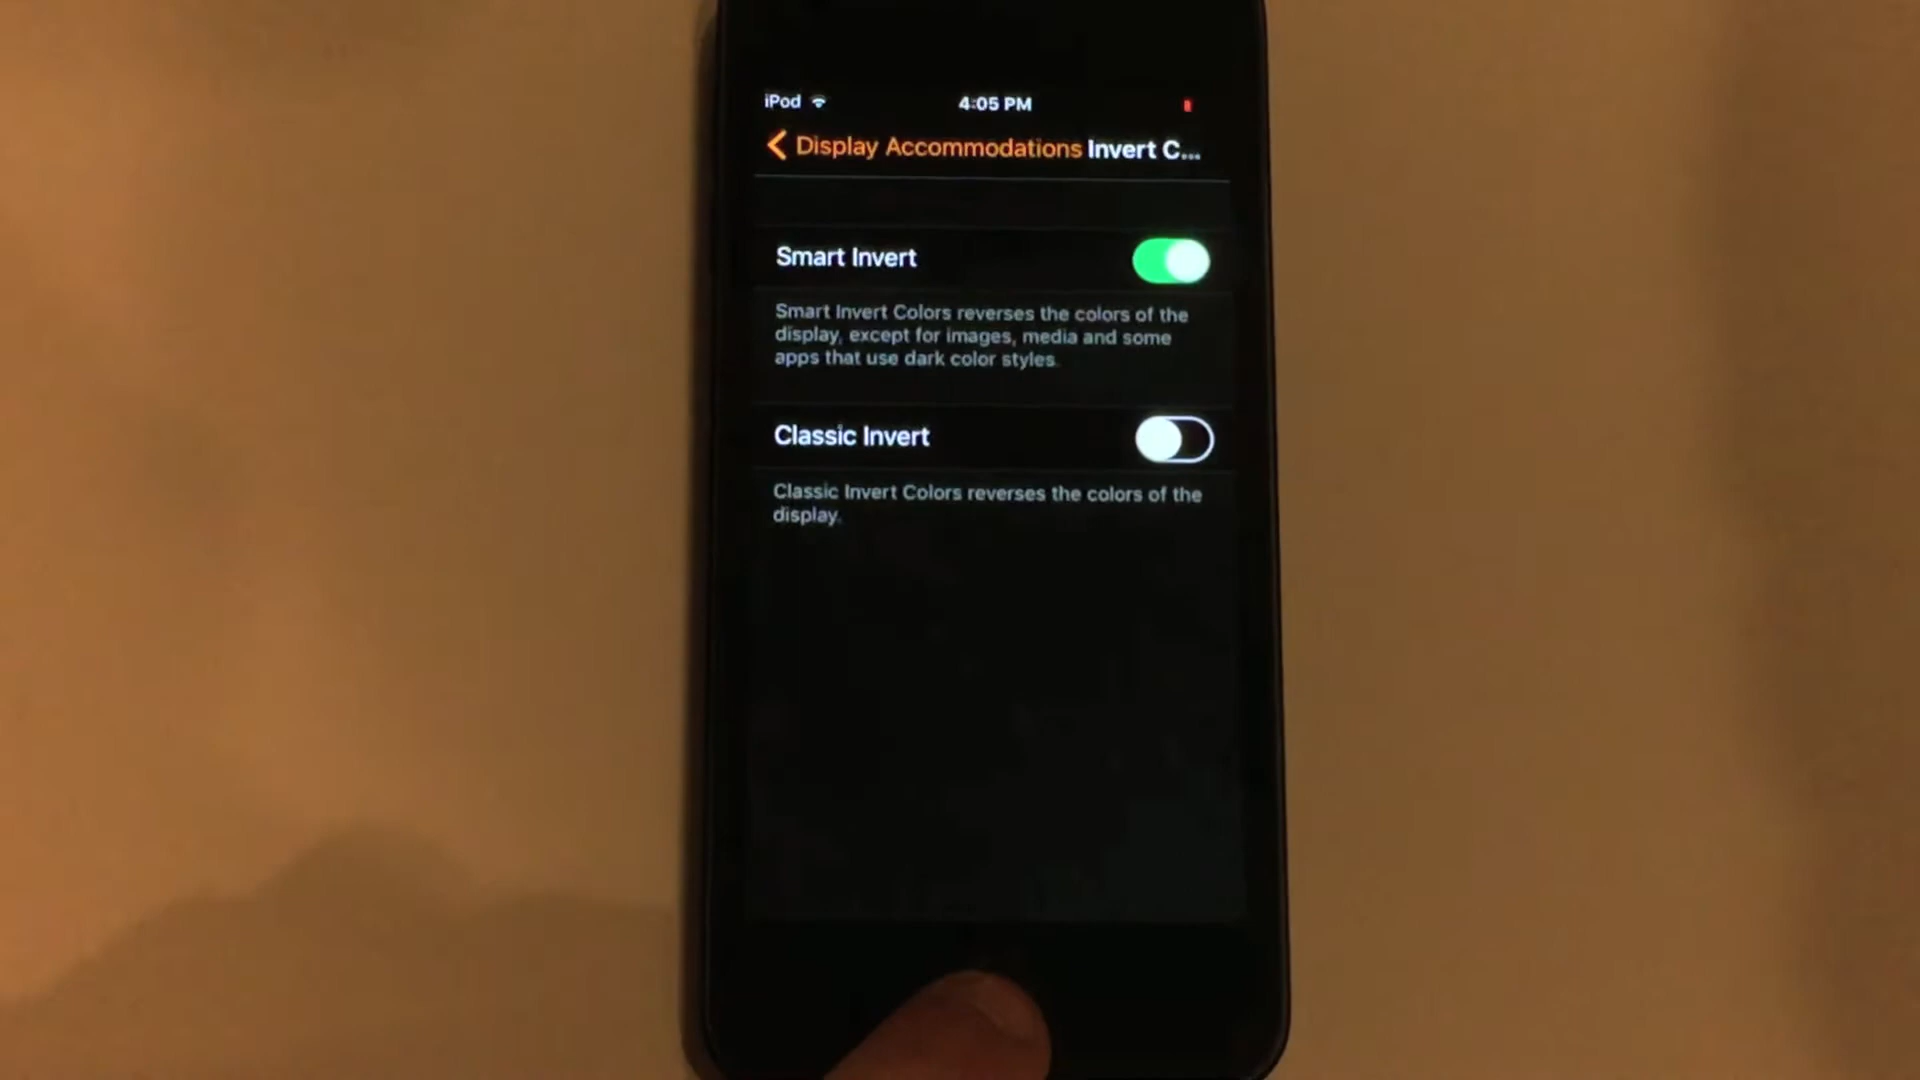 iPod
4:05 PM
Display Accommodations Invert C...
Smart Invert
Smart Invert Colors reverses the colors of the
display, except for images, media and some
apps that use dark color styles.
Classic Invert
Classic Invert Colors reverses the colors of the
display.